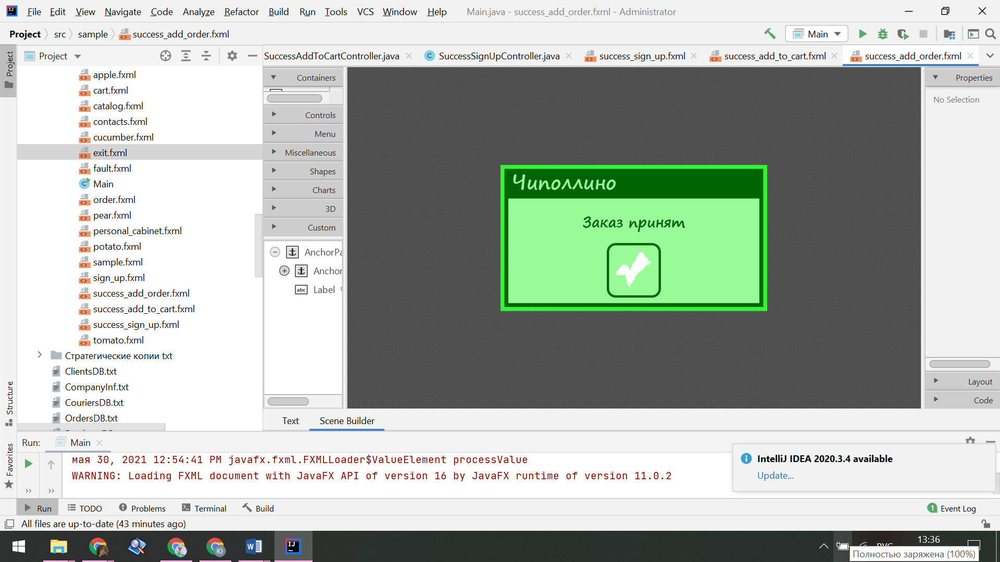 File Edit View Navigate Code Analyze Refactor Build Run Tools VCS Window Help Main.java - success_add_order.fxml - Administrator
Project src sample success_add_order.fxml Main
Project SuccessAddToCartController.java SuccessSignUpController.java success_sign_up.fxml success_add_to_cart.fxml success_add_order.fxml
Project
apple.fxml
cart.fxml
catalog.fxml
contacts.fxml
cucumber.fxml
exit.fxml
fault.fxml
Main
order.fxml
pear.fxml
personal_cabinet.fxml
potato.fxml
sample.fxml
sign_up.fxml
success_add_order.fxml
success_add_to_cart.fxml
success_sign_up.fxml
tomato.fxml
Стратегические копии txt
ClientsDB.txt
CompanyInf.txt
CouriersDB.txt
OrdersDB.txt
Containers
Controls
Menu
Miscellaneous
Shapes
Charts
3D
Custom
AnchorPa
Anchor
abc Label
Чиполлино
Заказ принят
Properties
No Selection
Layout
Code
Text Scene Builder
Structure
Favorites
Run: Main
мая 30, 2021 12:54:41 PM javafx.fxml.FXMLLoader$ValueElement processValue
WARNING: Loading FXML document with JavaFX API of version 16 by JavaFX runtime of version 11.0.2
IntelliJ IDEA 2020.3.4 available
Update...
Run TODO Problems Terminal Build 1 Event Log
All files are up-to-date (43 minutes ago)
13:36
Полностью заряжена (100%)